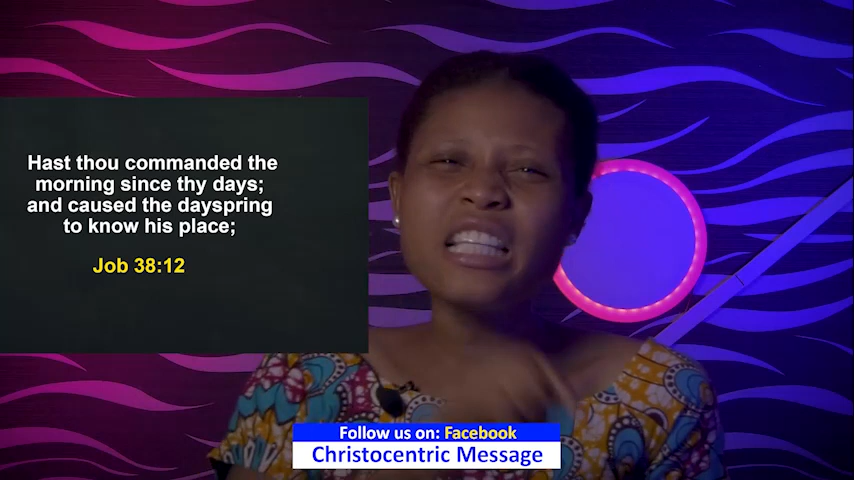 Hast thou commanded the
morning since thy days;
and caused the dayspring
to know his place;
Job 38:12
Follow us on: Facebook
Christocentric Message